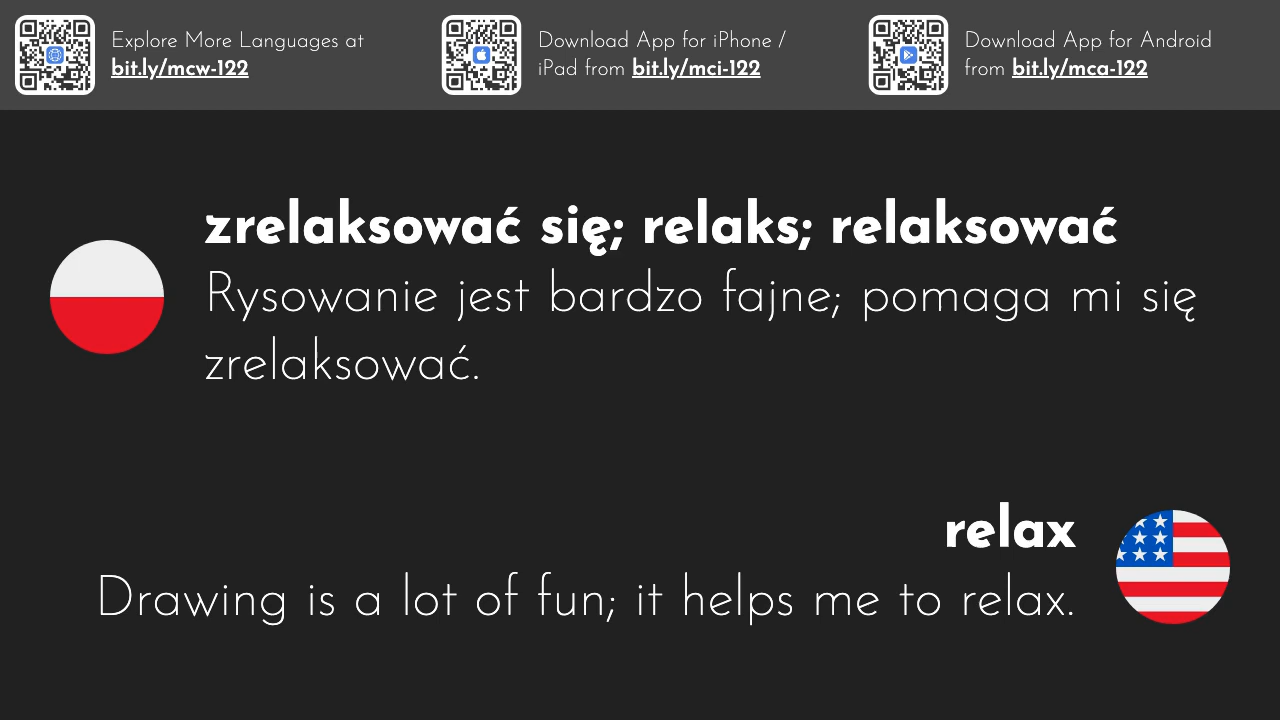 Explore More Languages at
bit.ly/mcw-122
Download App for iPhone /
iPad from bit.ly/mci-122
Download App for Android
from bit.ly/mca-122
zrelaksować się; relaks; relaksować
Rysowanie jest bardzo fajne; pomaga mi się
zrelaksować.
relax
Drawing is a lot of fun; it helps me to relax.